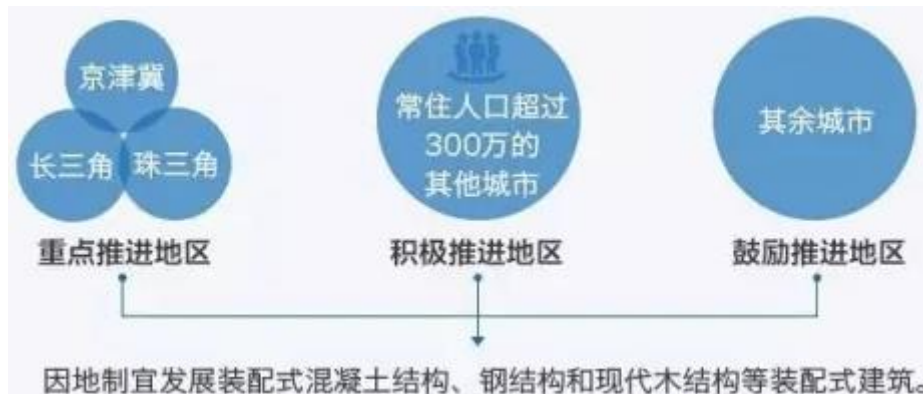 京津冀
长三角
珠三角
重点推进地区
常住人口超过
300万的
其他城市
积极推进地区
其余城市
鼓励推进地区
因地制宜发展装配式混凝土结构、钢结构和现代木结构等装配式建筑。